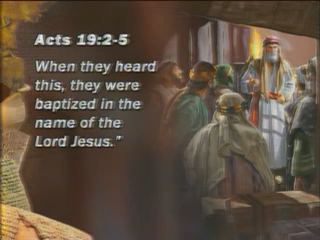 Acts 19:2-5
When they heard
this, they were
baptized in the
name of the
Lord Jesus."